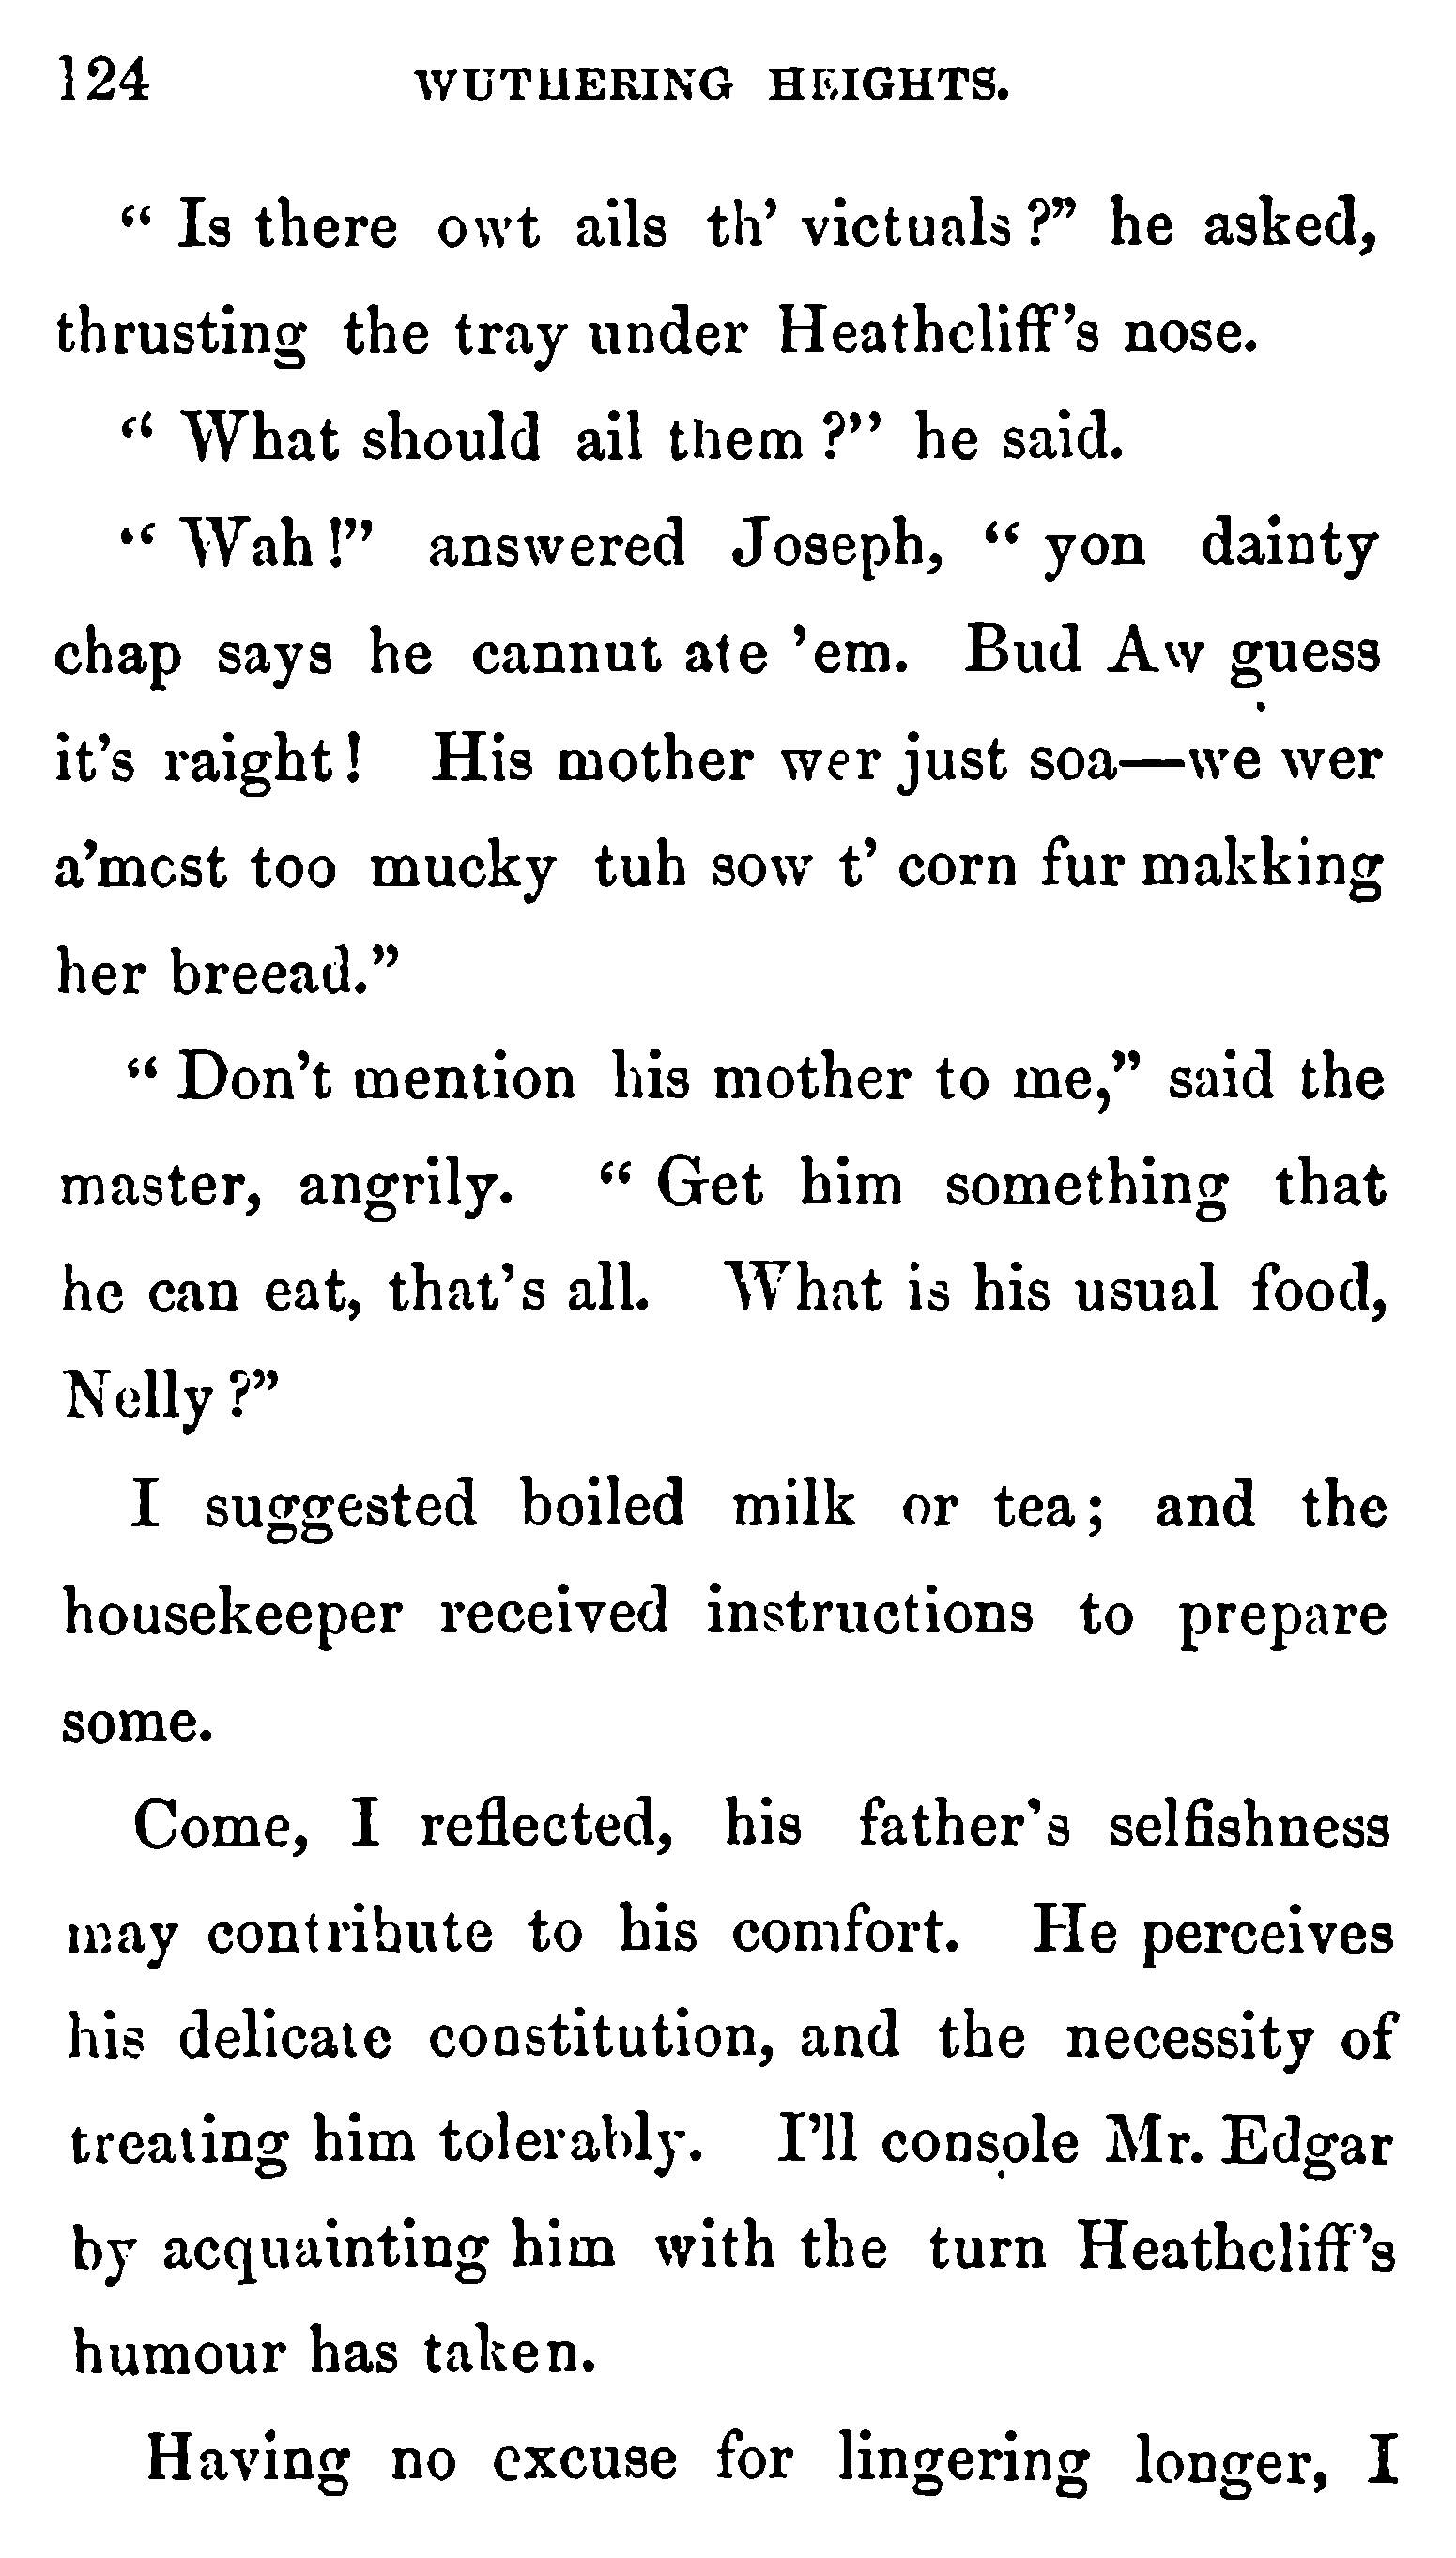 124 WUTHERING HEIGHTS.
“ Is there owt ails th’ victuals ?” he asked,
thrusting the tray under Heathcliff’s nose.
“ What should ail them ?” he said.
“ Wah !” answered Joseph, “ yon dainty
chap says he cannut ate ’em. Bud Aw guess
it’s raight ! His mother wer just soa—we wer
a’most too mucky tuh sow t’ corn fur makking
her breead.”
“ Don’t mention his mother to me,” said the
master, angrily. “ Get him something that
he can eat, that’s all. What is his usual food,
Nelly ?”
I suggested boiled milk or tea ; and the
housekeeper received instructions to prepare
some.
Come, I reflected, his father’s selfishness
may contribute to his comfort. He perceives
his delicate constitution, and the necessity of
treating him tolerably. I’ll console Mr. Edgar
by acquainting him with the turn Heathcliff’s
humour has taken.
Having no excuse for lingering longer, I